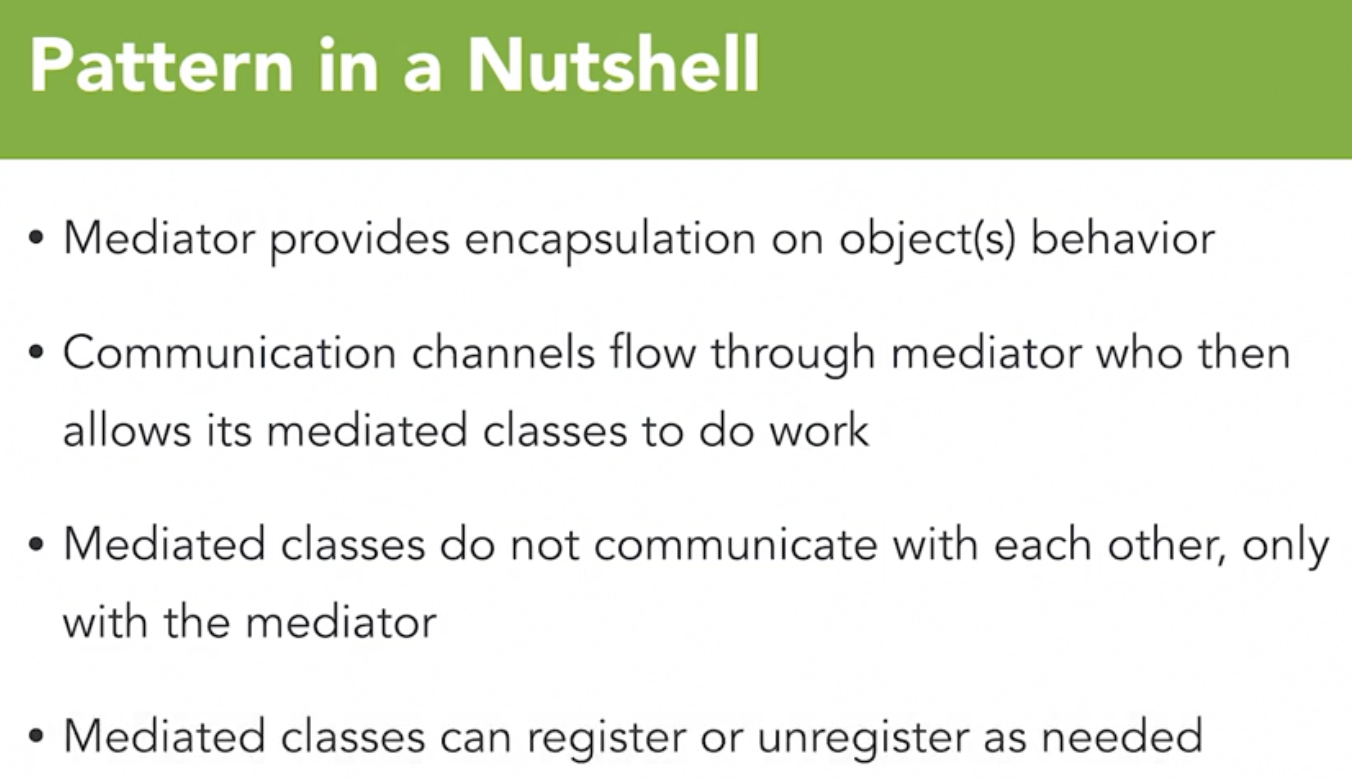 Pattern in a Nutshell
• Mediator provides encapsulation on object(s) behavior
• Communication channels flow through mediator who then
allows its mediated classes to do work
• Mediated classes do not communicate with each other, only
with the mediator
• Mediated classes can register or unregister as needed